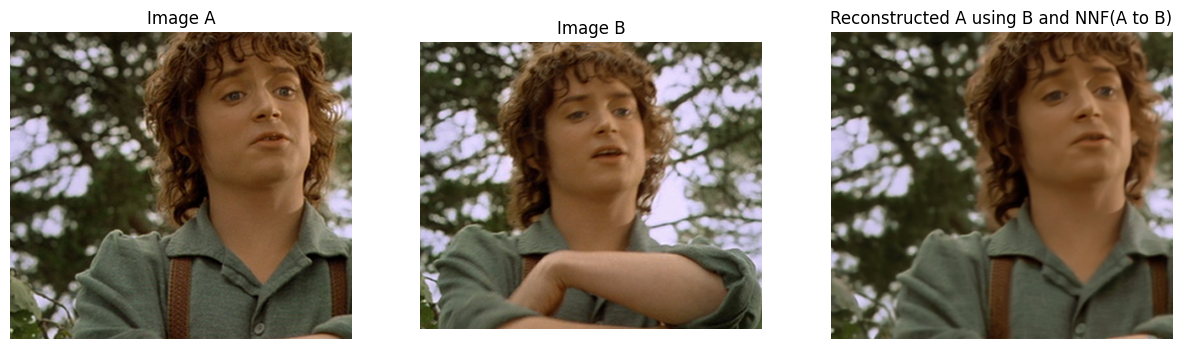 Image A
Image B
Reconstructed A using B and NNF(A to B)